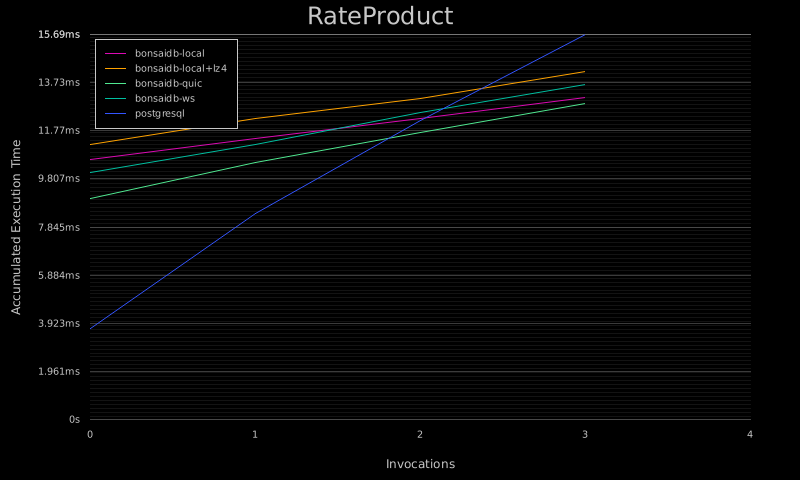 RateProduct
15.69ms
bonsaidb-local
bonsaidb-local+lz4
bonsaidb-quic
bonsaidb-ws
postgresql
13.73ms
11.77ms
9.807ms
7.845ms
5.884ms
3.923ms
1.961ms
0s
Accumulated Execution Time
0 1 2 3 4
Invocations